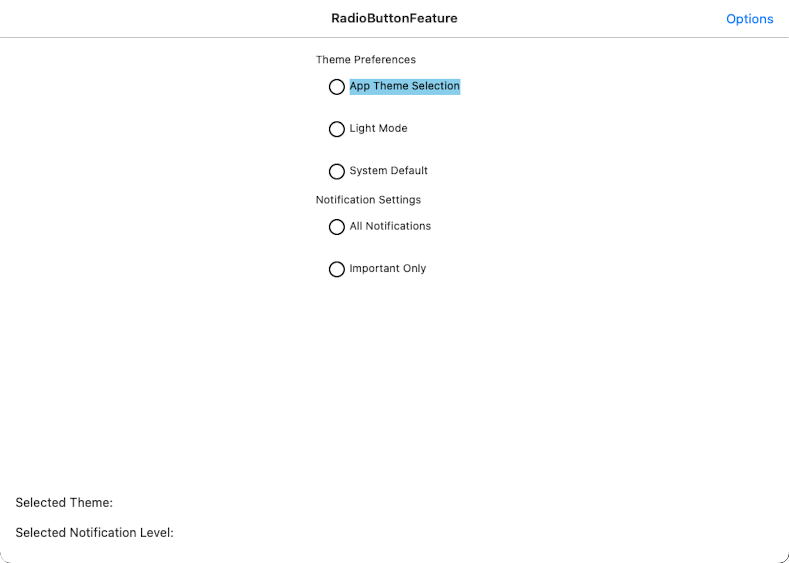 RadioButtonFeature
Options
Theme Preferences
App Theme Selection
Light Mode
System Default
Notification Settings
All Notifications
Important Only
Selected Theme:
Selected Notification Level: